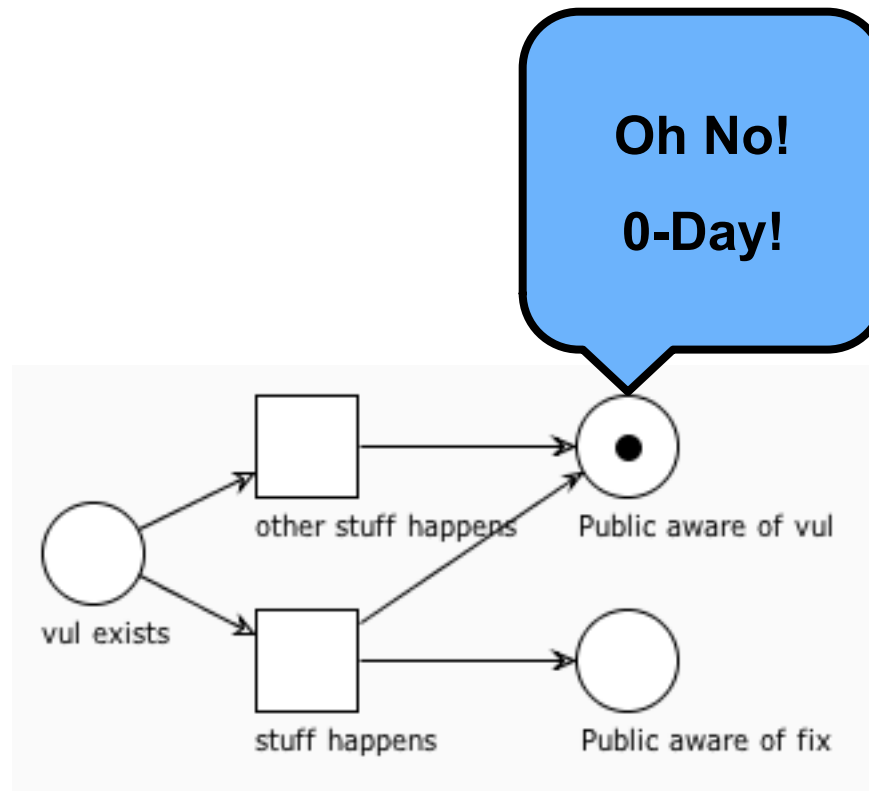 Oh No!
0-Day!
other stuff happens
Public aware of vul
vul exists
stuff happens
Public aware of fix